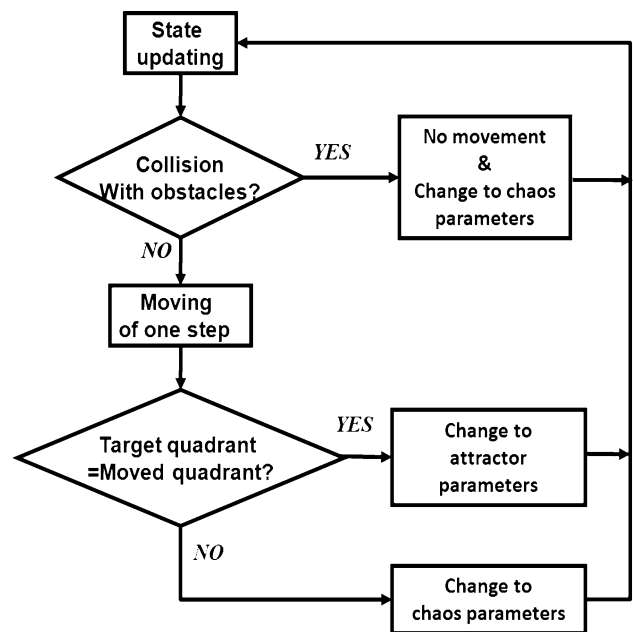 State
updating
Collision
With obstacles?
YES
No movement
&
Change to chaos
parameters
NO
Moving
of one step
Target quadrant
=Moved quadrant?
YES
Change to
attractor
parameters
NO
Change to
chaos parameters